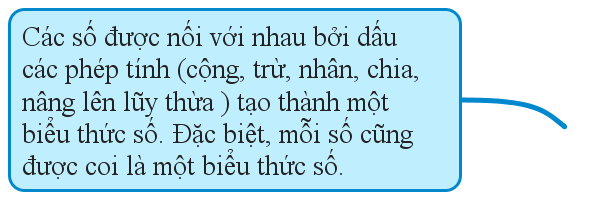 Các số được nối với nhau bởi dấu
các phép tính (cộng, trừ, nhân, chia,
nâng lên lũy thừa ) tạo thành một
biểu thức số. Đặc biệt, mỗi số cũng
được coi là một biểu thức số.